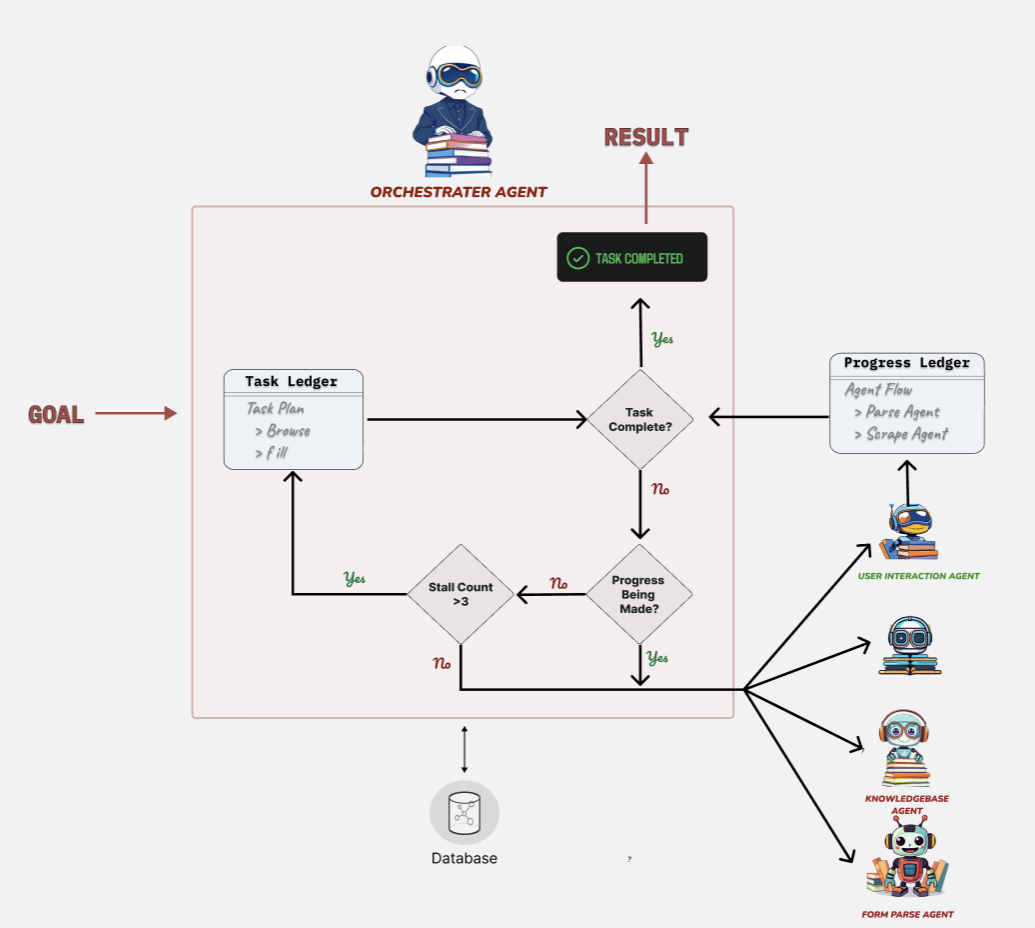 RESULT
ORCHESTRATER AGENT
TASK COMPLETED
Yes
Task Ledger
Task Plan
> Browse
> fill
GOAL
Task
Complete?
Progress Ledger
Agent Flow
> Parse Agent
> Scrape Agent
No
USER INTERACTION AGENT
Stall Count
>3
Yes
No
Progress
Being
Made?
No
Yes
KNOWLEDGEBASE
AGENT
Database
?
FORM PARSE AGENT